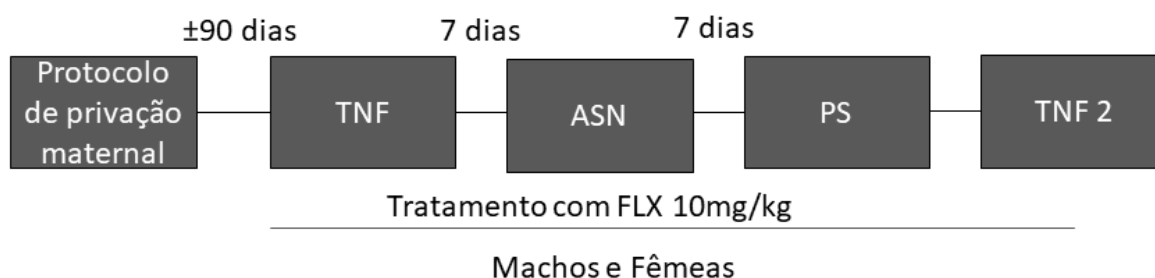 ±90 dias
7 dias
7 dias
Protocolo
de privação
maternal
TNF
ASN
PS
TNF 2
Tratamento com FLX 10mg/kg
Machos e Fêmeas